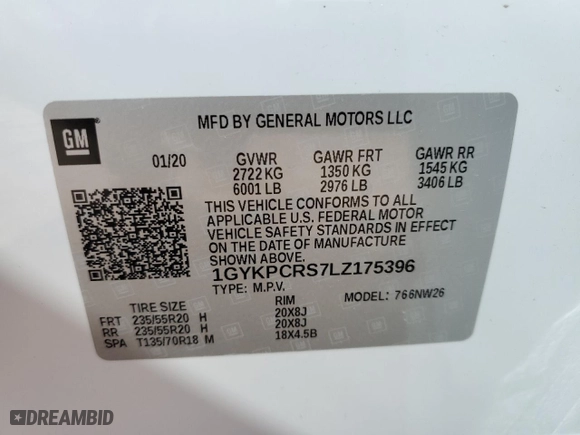 MFD BY GENERAL MOTORS LLC
GM
01/20 GVWR GAWR FRT GAWR RR
2722 KG 1350 KG 1545 KG
6001 LB 2976 LB 3406 LB
THIS VEHICLE CONFORMS TO ALL
APPLICABLE U.S. FEDERAL MOTOR
VEHICLE SAFETY STANDARDS IN EFFECT
ON THE DATE OF MANUFACTURE
SHOWN ABOVE.
1GYKPCRS7LZ175396
TYPE: M.P.V. MODEL: 766NW26
TIRE SIZE RIM
FRT 235/55R20 H 20X8J
RR 235/55R20 H 20X8J
SPA T135/70R18 M 18X4.5B
DREAMBID